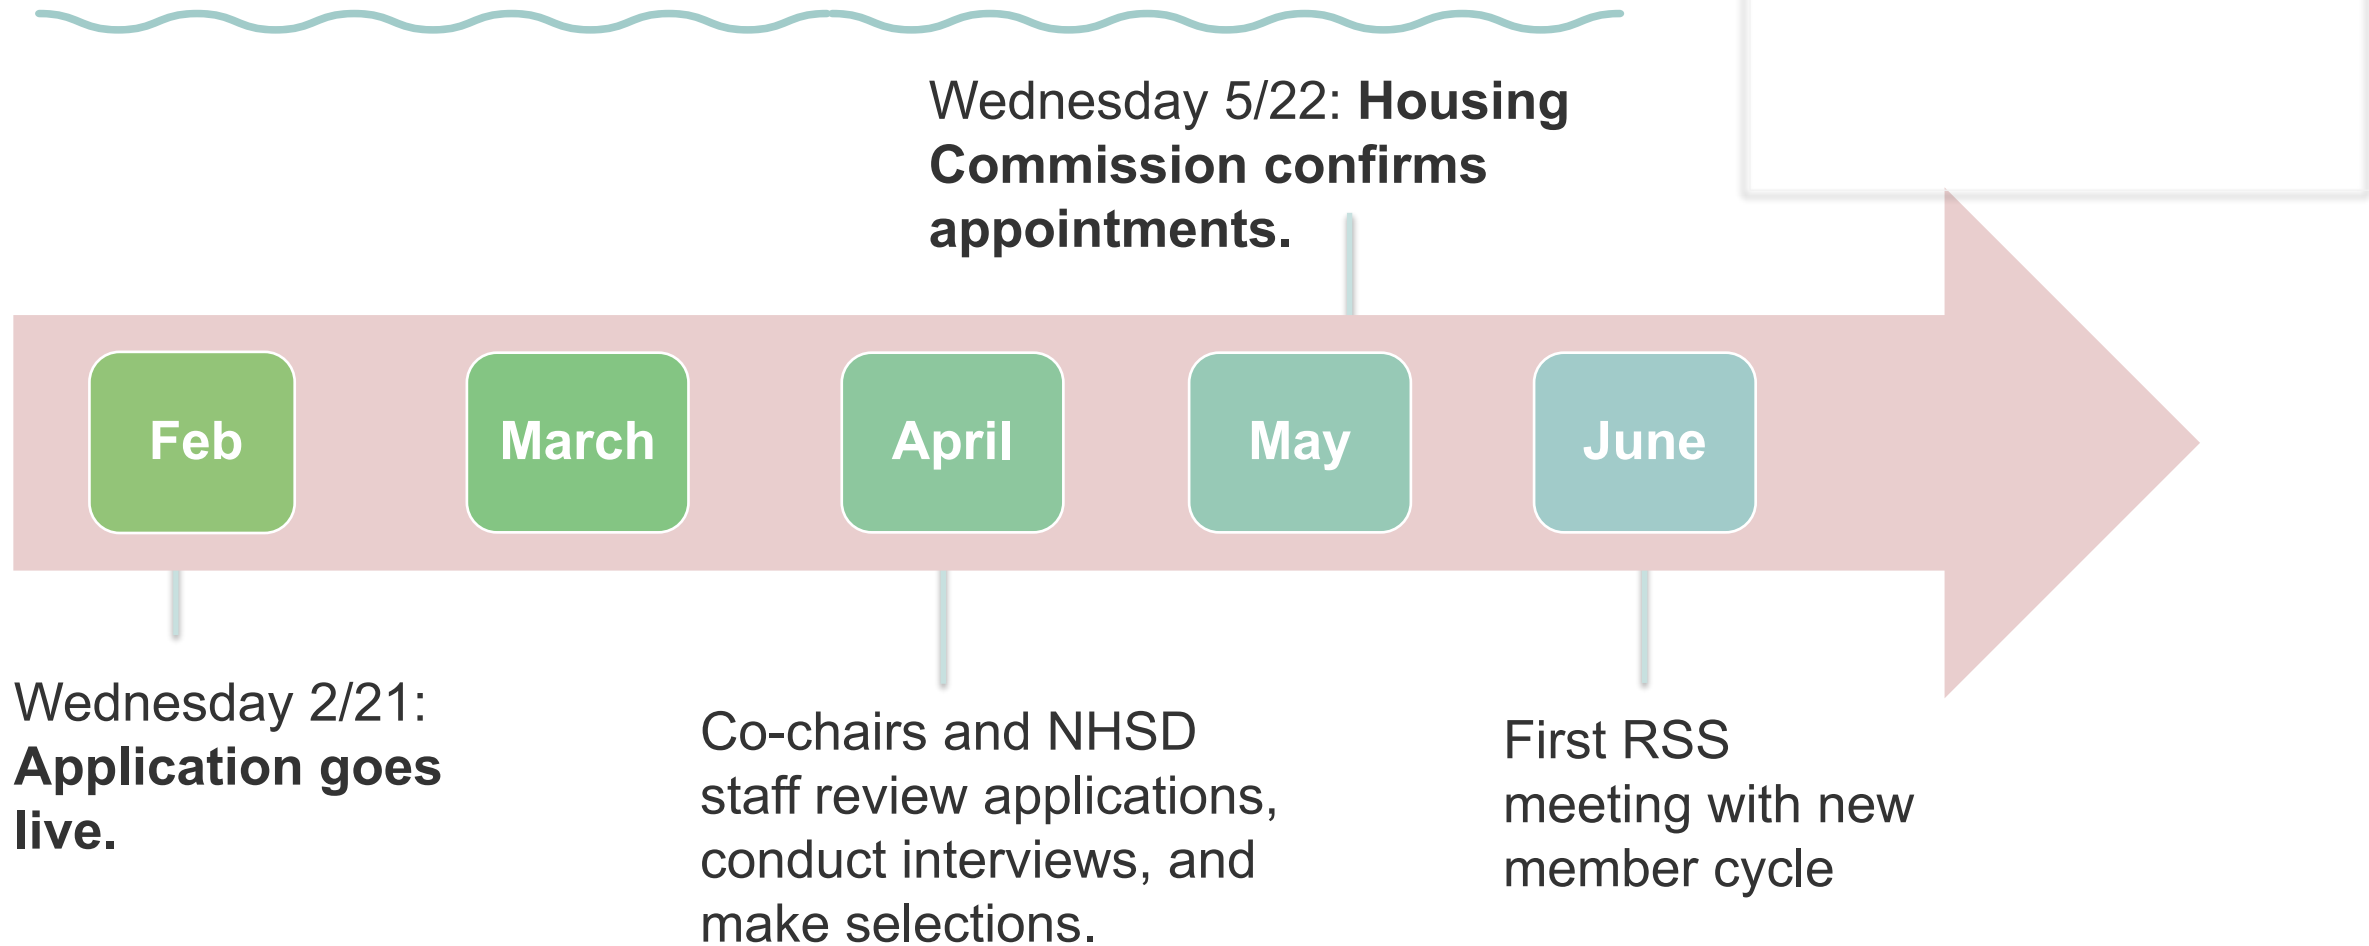 Wednesday 5/22: Housing
Commission confirms
appointments.
Feb
March
April
May
June
Wednesday 2/21:
Application goes
live.
Co-chairs and NHSD
staff review applications,
conduct interviews, and
make selections.
First RSS
meeting with new
member cycle